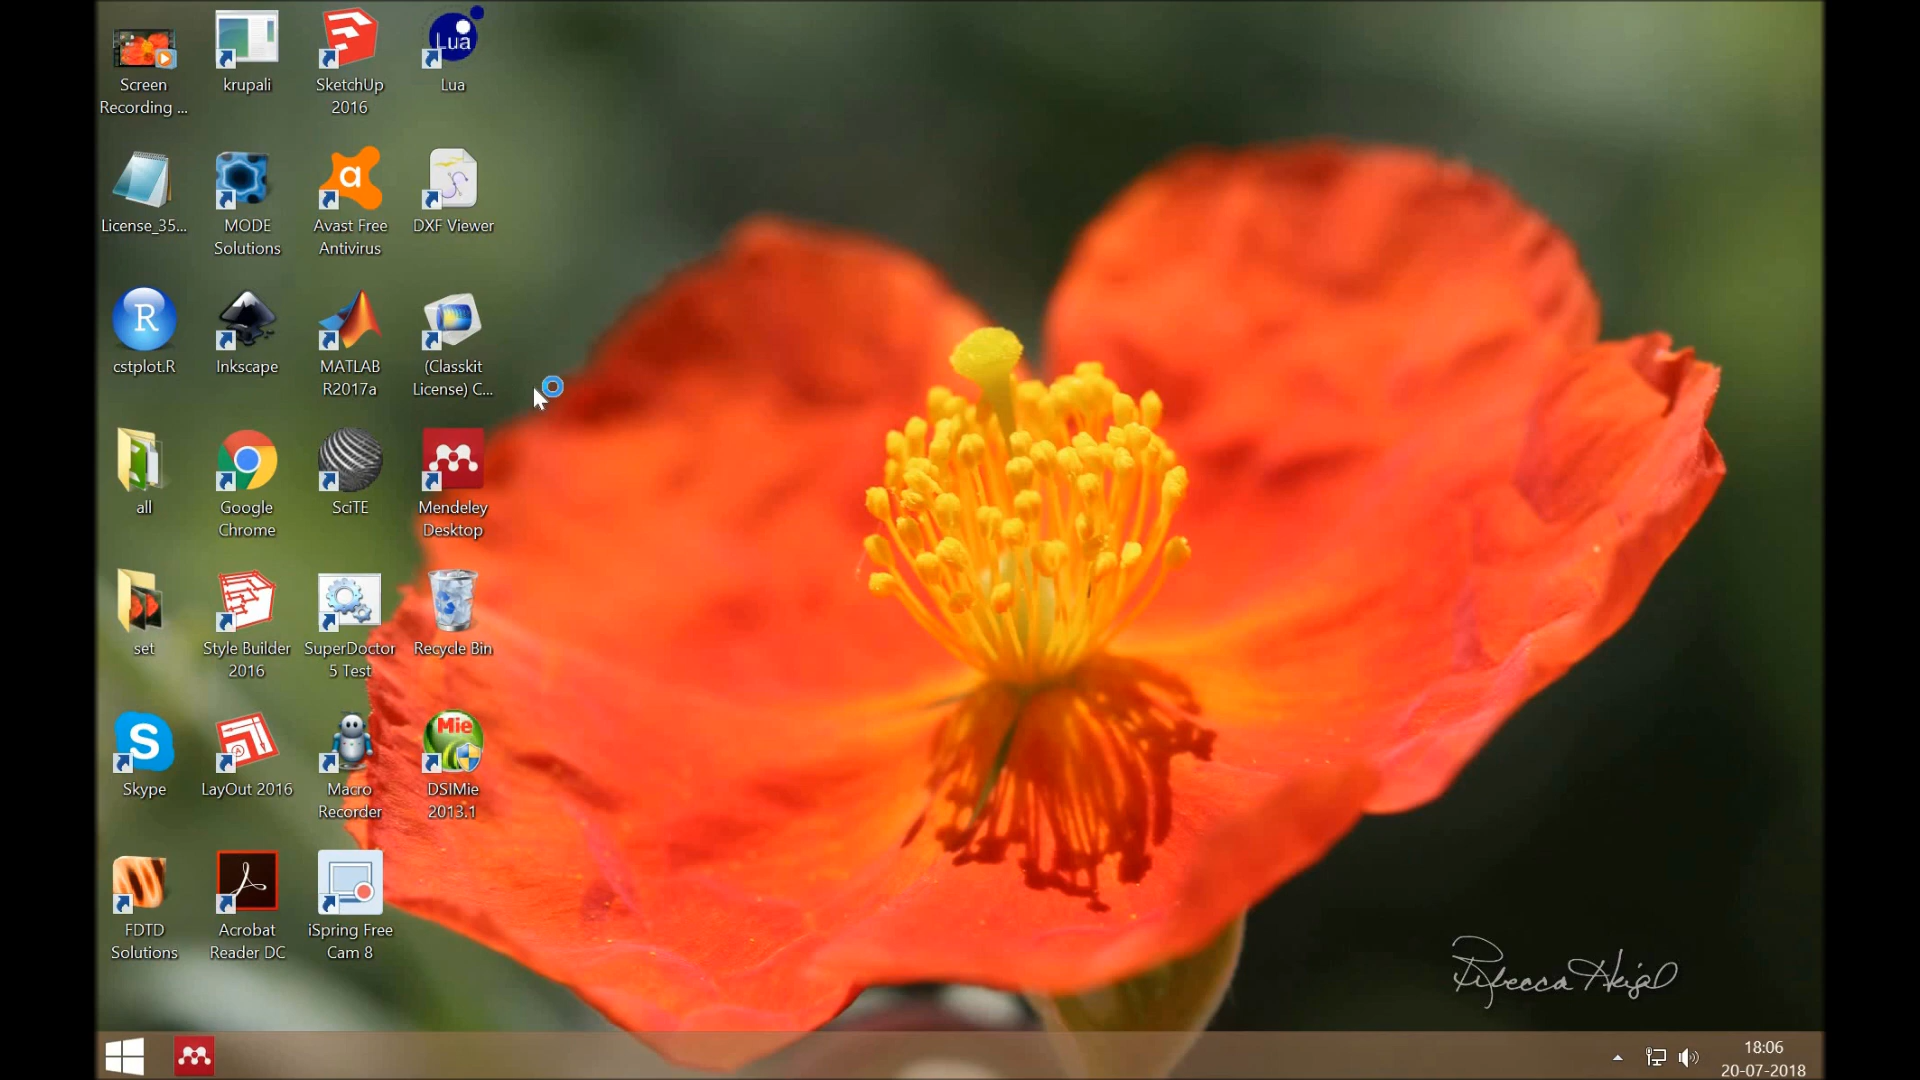 Screen
Recording ...
krupali
SketchUp
2016
Lua
Lua
License_35...
MODE
Solutions
a
Avast Free
Antivirus
DXF Viewer
R
cstplot.R
Inkscape
MATLAB
R2017a
(Classkit
License) C...
all
Google
Chrome
SciTE
Mendeley
Desktop
set
Style Builder
2016
SuperDoctor
5 Test
Recycle Bin
S
Skype
LayOut 2016
Macro
Recorder
Mie
DSIMie
2013.1
FDTD
Solutions
Acrobat
Reader DC
iSpring Free
Cam 8
Rebecca Heigel
18:06
20-07-2018